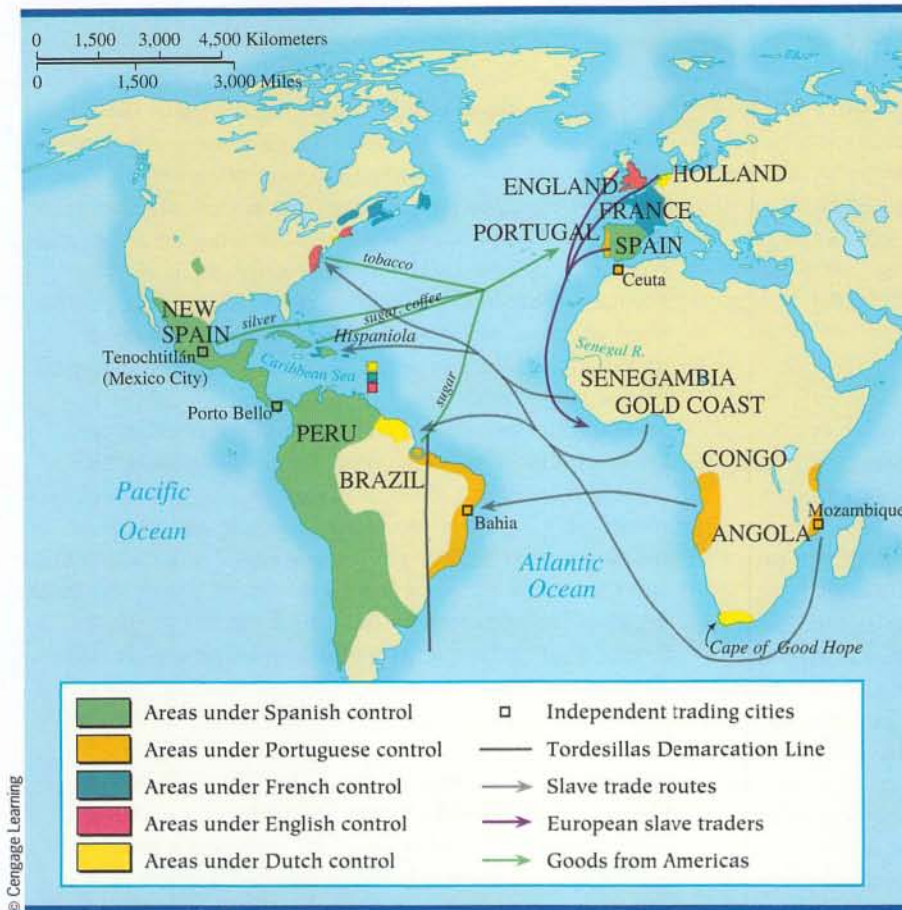 0 1,500 3,000 4,500 Kilometers
0 1,500 3,000 Miles
ENGLAND
HOLLAND
FRANCE
PORTUGAL
SPAIN
Ceuta
tobacco
NEW
SPAIN
silver
sugar, coffee
Hispaniola
Tenochtitlán
(Mexico City)
Caribbean Sea
sugar
Senegal R.
SENEGAMBIA
GOLD COAST
Porto Bello
PERU
CONGO
BRAZIL
Pacific
Ocean
Bahia
Mozambique
ANGOLA
Atlantic
Ocean
Cape of Good Hope
Areas under Spanish control
Areas under Portuguese control
Areas under French control
Areas under English control
Areas under Dutch control
Independent trading cities
Tordesillas Demarcation Line
Slave trade routes
European slave traders
Goods from Americas
© Cengage Learning